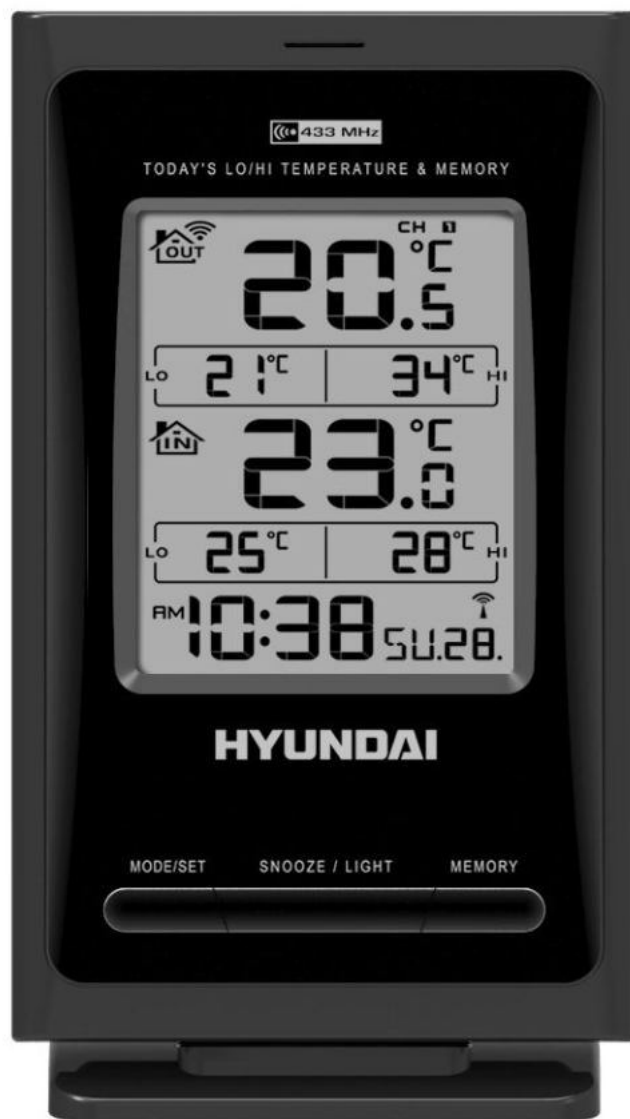 433 MHz
TODAY'S LO/HI TEMPERATURE & MEMORY
OUT
CH 1
20.5 °C
LO 21°C 34°C HI
IN
23.0 °C
LO 25°C 28°C HI
AM 10:38 SU.28.
HYUNDAI
MODE/SET SNOOZE / LIGHT MEMORY